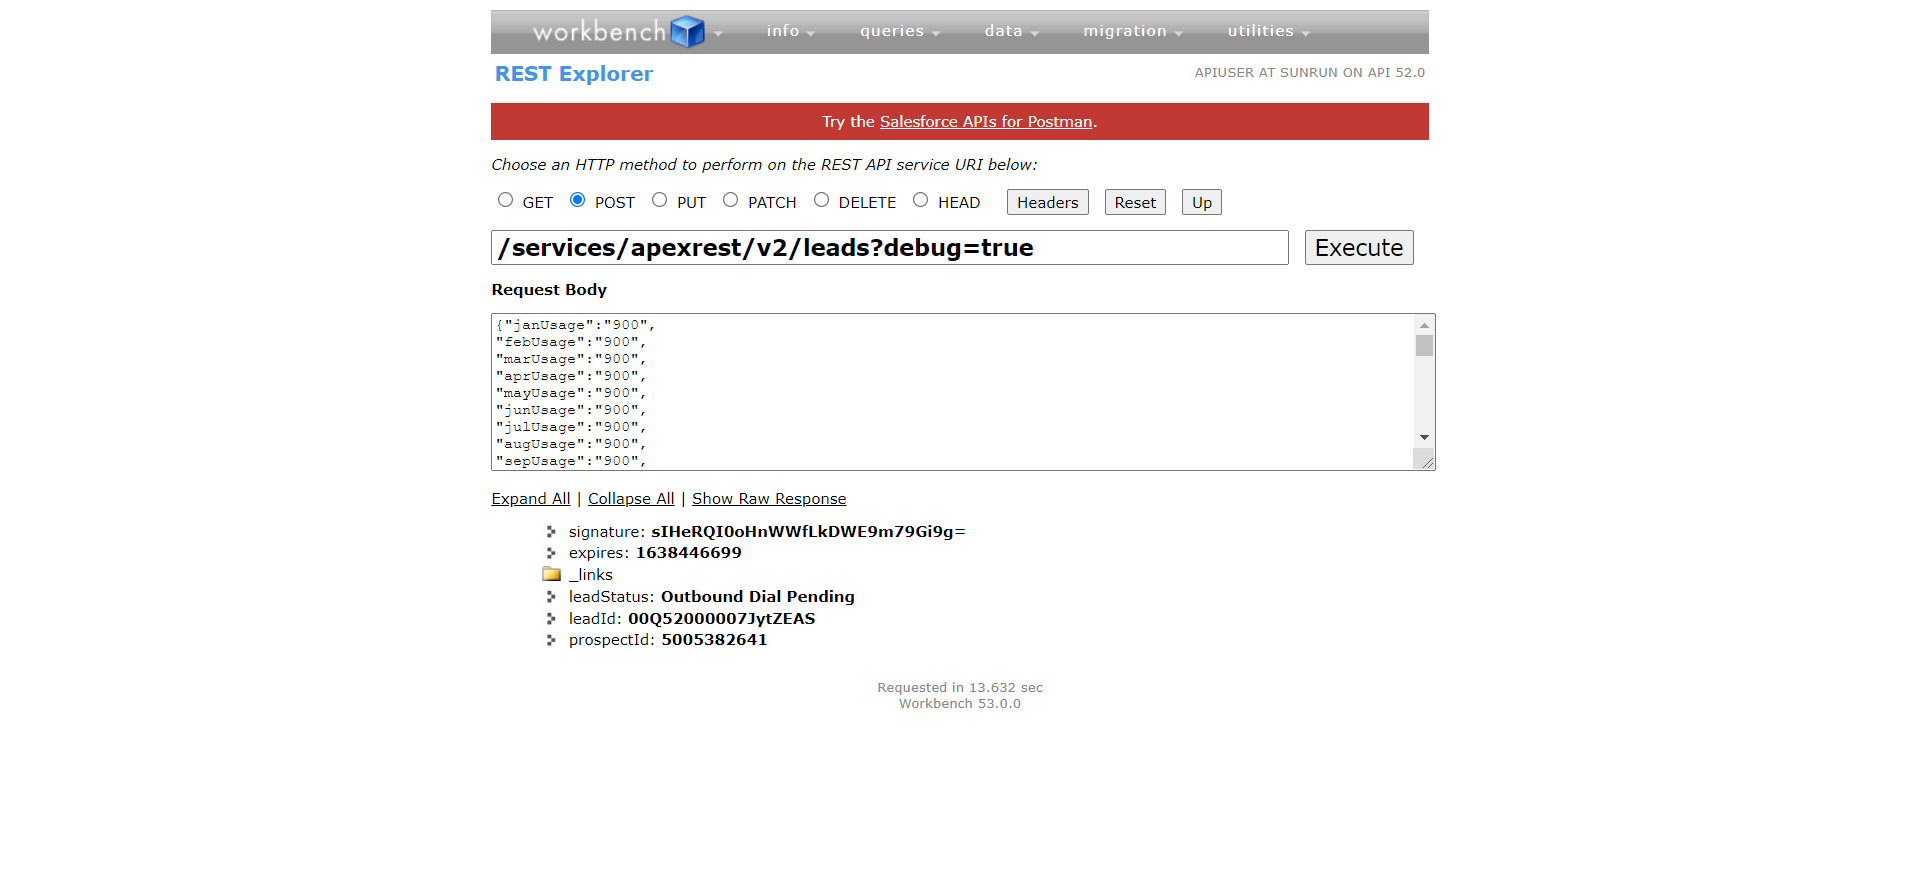 workbench info queries data migration utilities
REST Explorer APIUSER AT SUNRUN ON API 52.0
Try the Salesforce APIs for Postman.
Choose an HTTP method to perform on the REST API service URI below:
GET POST PUT PATCH DELETE HEAD Headers Reset Up
/services/apexrest/v2/leads?debug=true Execute
Request Body
{"janUsage":"900",
"febUsage":"900",
"marUsage":"900",
"aprUsage":"900",
"mayUsage":"900",
"junUsage":"900",
"julUsage":"900",
"augUsage":"900",
"sepUsage":"900",
Expand All | Collapse All | Show Raw Response
signature: sIHeRQI0oHnWWfLkDWE9m79Gi9g=
expires: 1638446699
_links
leadStatus: Outbound Dial Pending
leadId: 00Q52000007JytZEAS
prospectId: 5005382641
Requested in 13.632 sec
Workbench 53.0.0